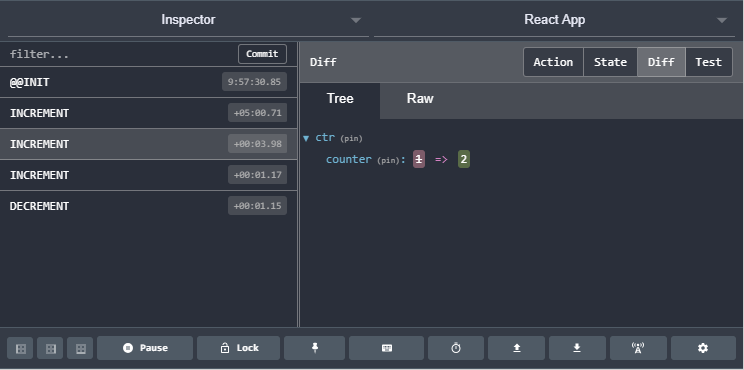 Inspector React App
filter... Commit
Diff Action State Diff Test
@@INIT 9:57:30.85
Tree Raw
INCREMENT +05:00.71
INCREMENT +00:03.98
ctr (pin)
counter (pin): 1 => 2
INCREMENT +00:01.17
DECREMENT +00:01.15
Pause Lock